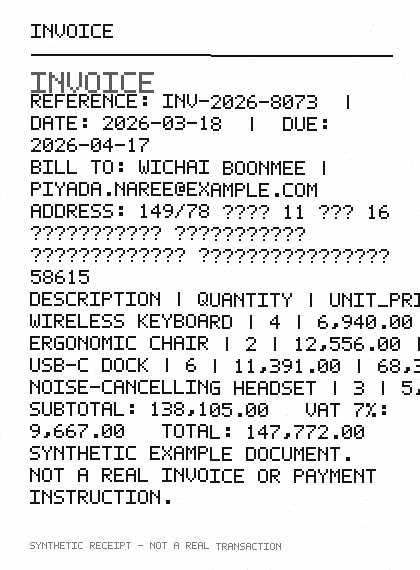 INVOICE
INVOICE
REFERENCE: INV-2026-8073 |
DATE: 2026-03-18 | DUE:
2026-04-17
BILL TO: WICHAI BOONMEE |
PIYADA.NAREE@EXAMPLE.COM
ADDRESS: 149/78 ???? 11 ??? 16
??????????? ???????????
????????????? ????????????????
58615
DESCRIPTION | QUANTITY | UNIT_PRI
WIRELESS KEYBOARD | 4 | 6,940.00
ERGONOMIC CHAIR | 2 | 12,556.00 |
USB-C DOCK | 6 | 11,391.00 | 68,3
NOISE-CANCELLING HEADSET | 3 | 5,
SUBTOTAL: 138,105.00 VAT 7%:
9,667.00 TOTAL: 147,772.00
SYNTHETIC EXAMPLE DOCUMENT.
NOT A REAL INVOICE OR PAYMENT
INSTRUCTION.
SYNTHETIC RECEIPT - NOT A REAL TRANSACTION